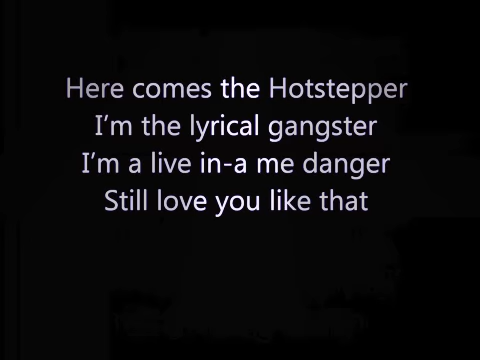 Here comes the Hotstepper
I’m the lyrical gangster
I’m a live in-a me danger
Still love you like that